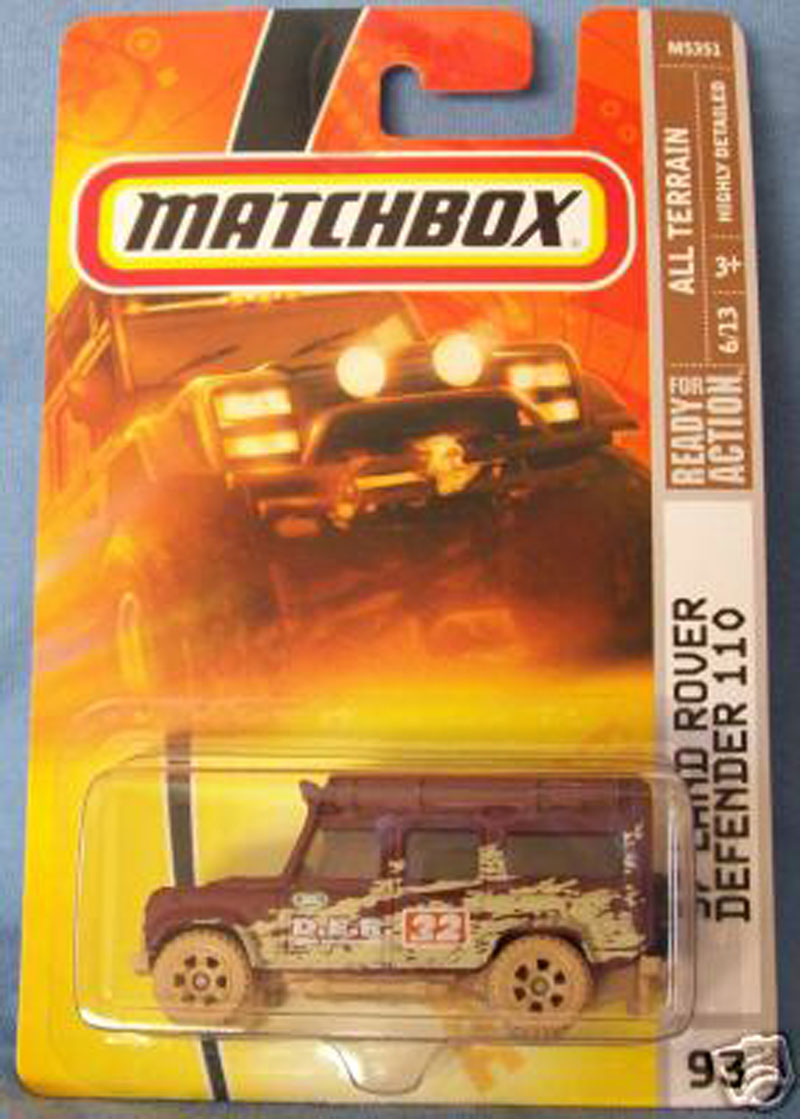 MATCHBOX
M5351
ALL TERRAIN
HIGHLY DETAILED
3+
6/13
READY FOR ACTION
LAND ROVER
DEFENDER 110
32
93